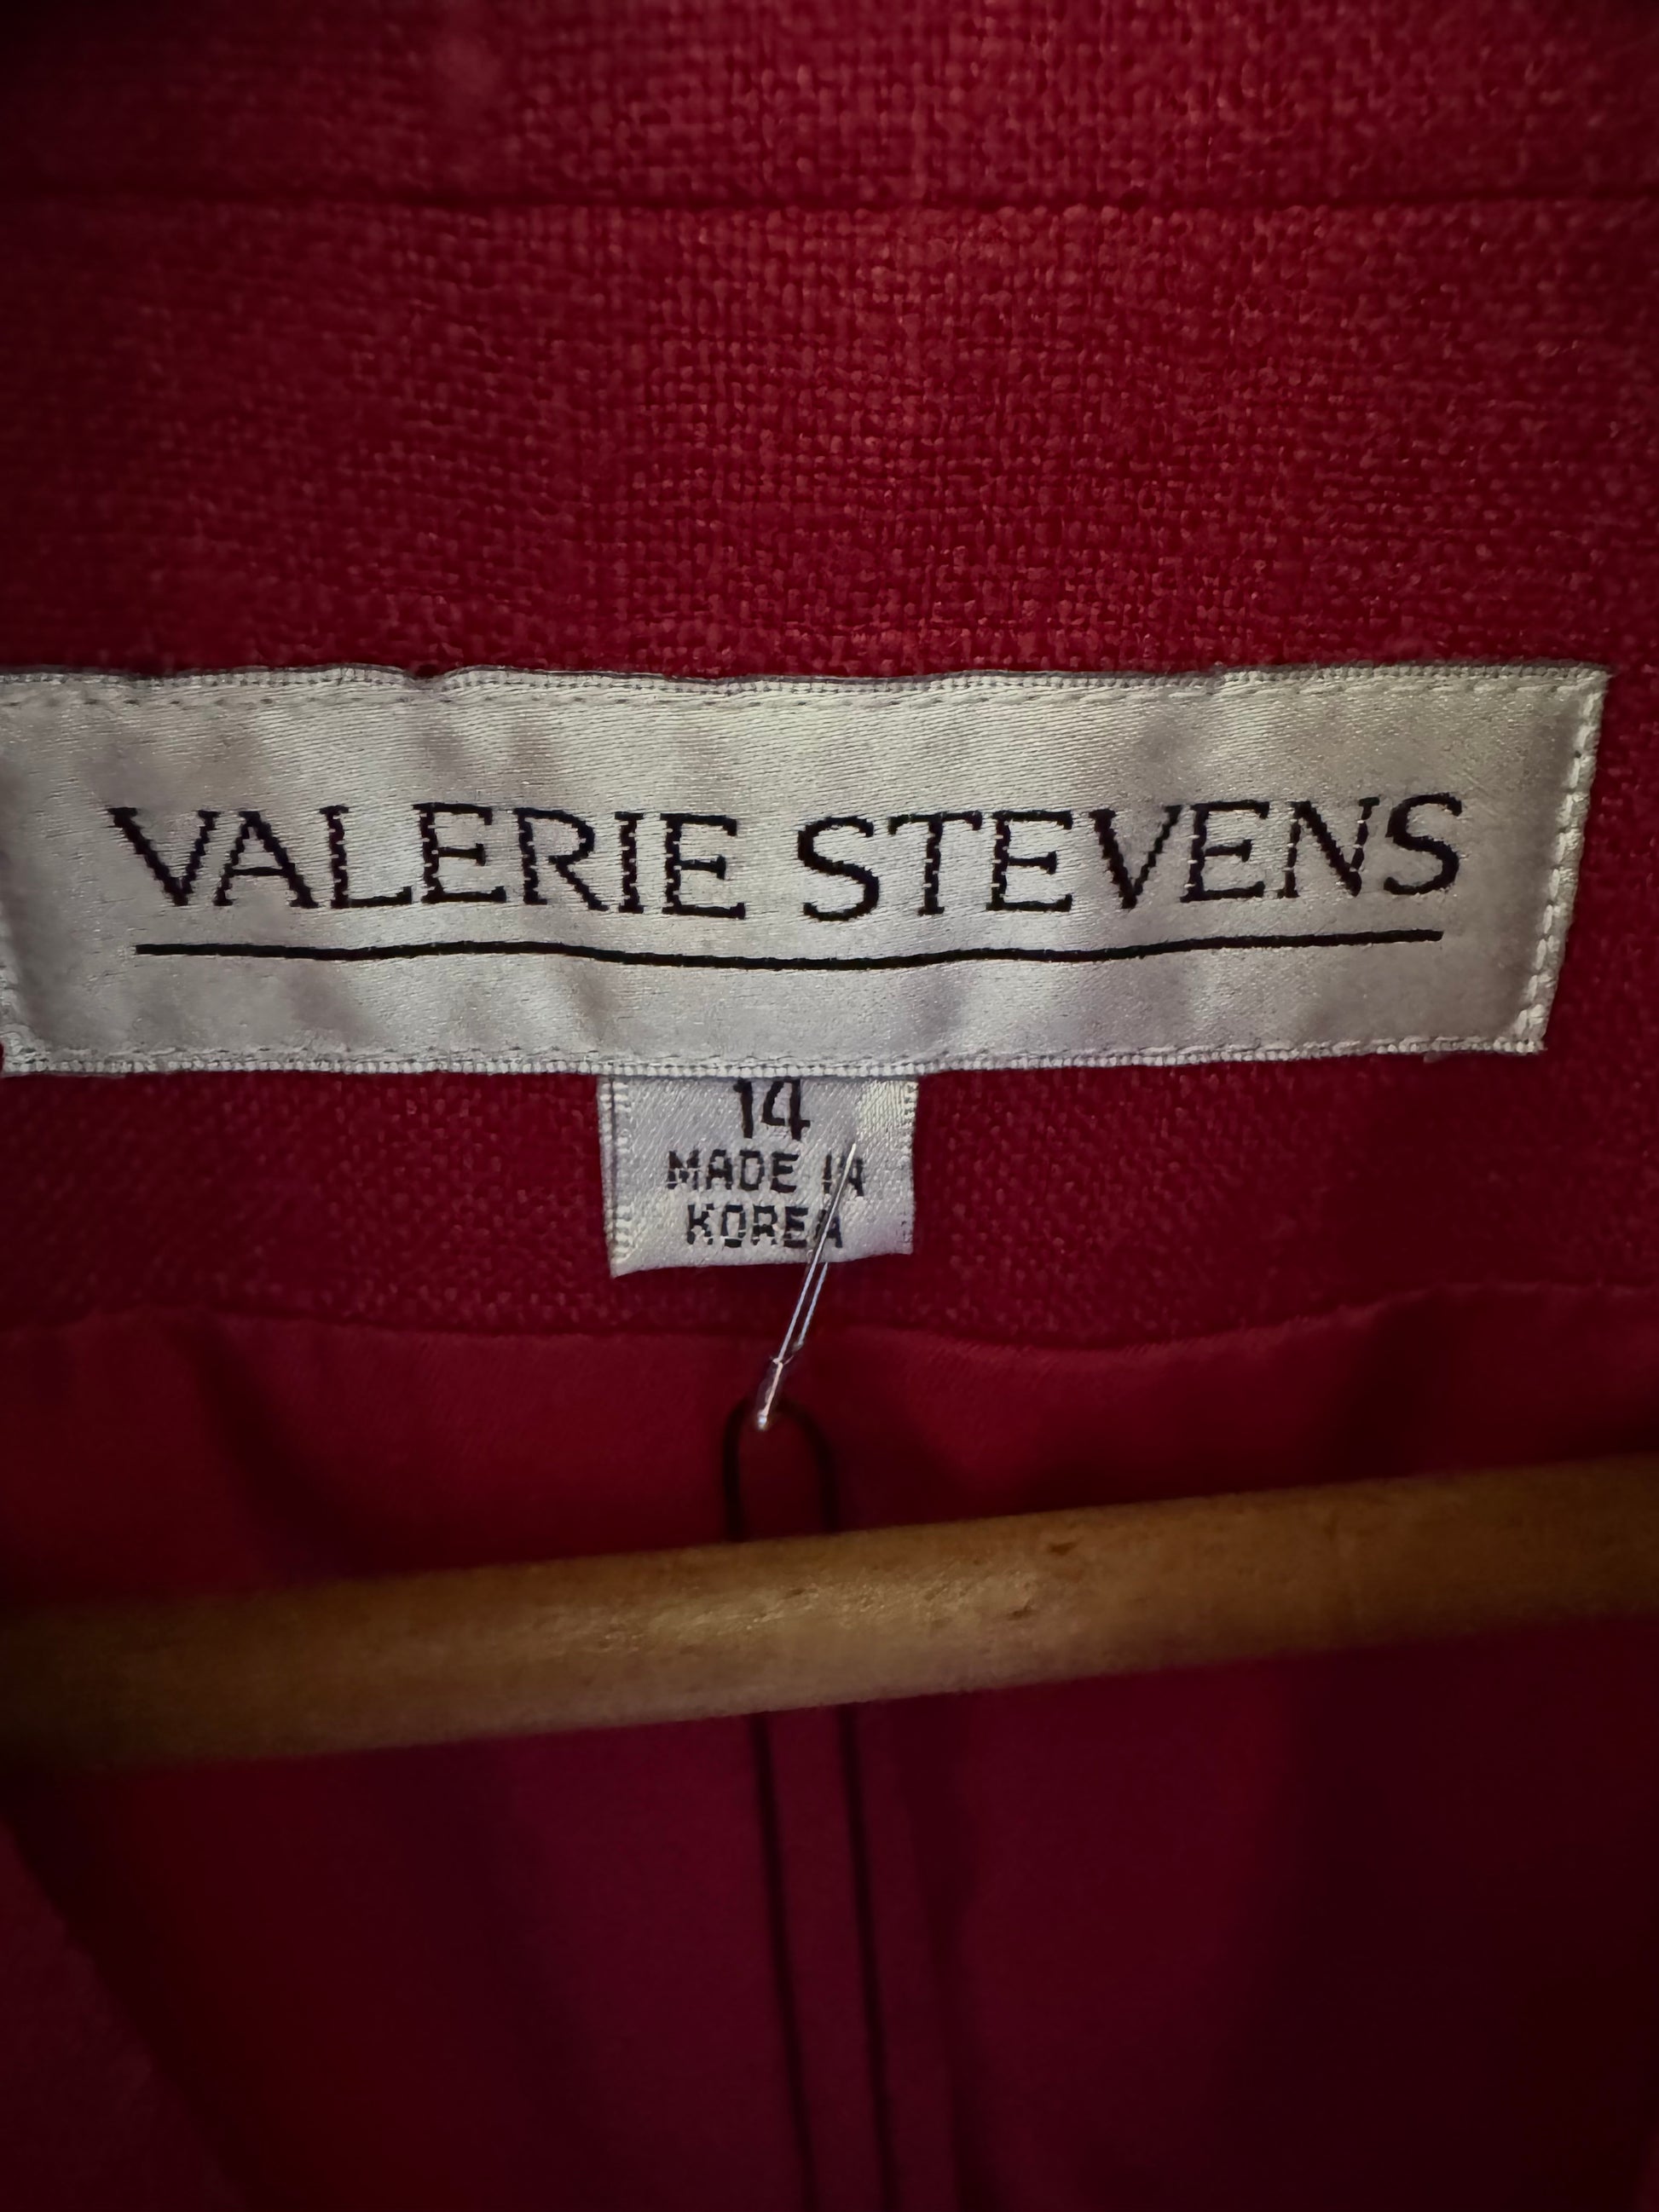 VALERIE STEVENS
14
MADE IN
KOREA